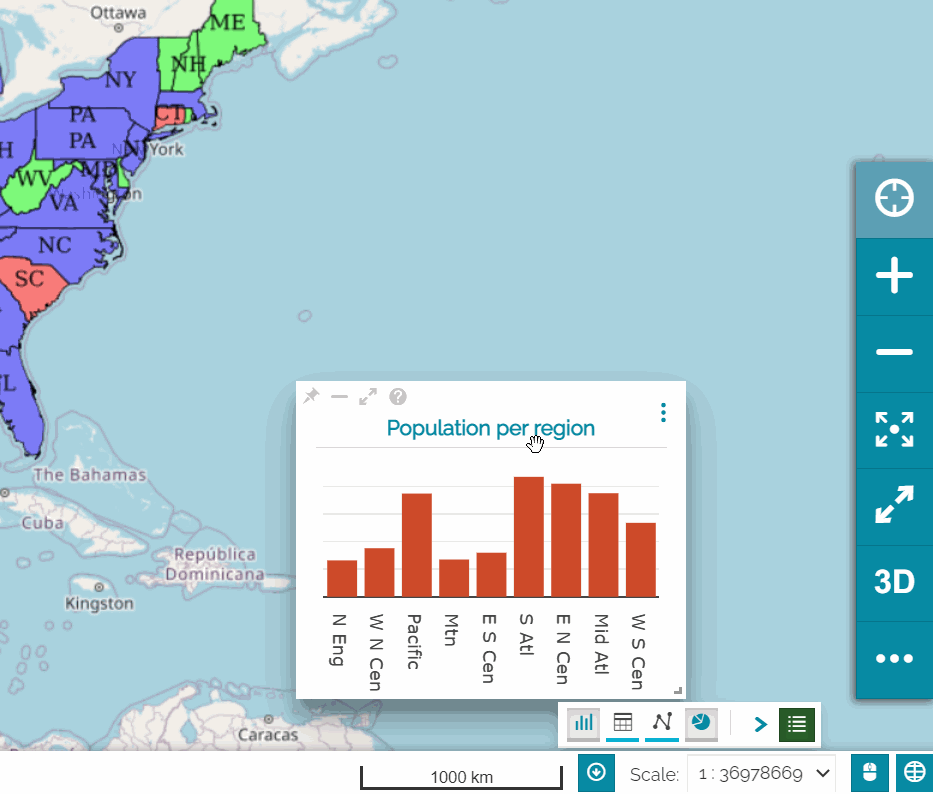 Ottawa
ME
NH
NY
CT
PA
PA
York
H
MD
WV
VA
NC
SC
L
The Bahamas
Cuba
República
Dominicana
Kingston
Caracas
Population per region
N Eng
W N Cen
Pacific
Mtn
E S Cen
S Atl
E N Cen
Mid Atl
W S Cen
3D
1000 km
Scale:
1 : 36978669